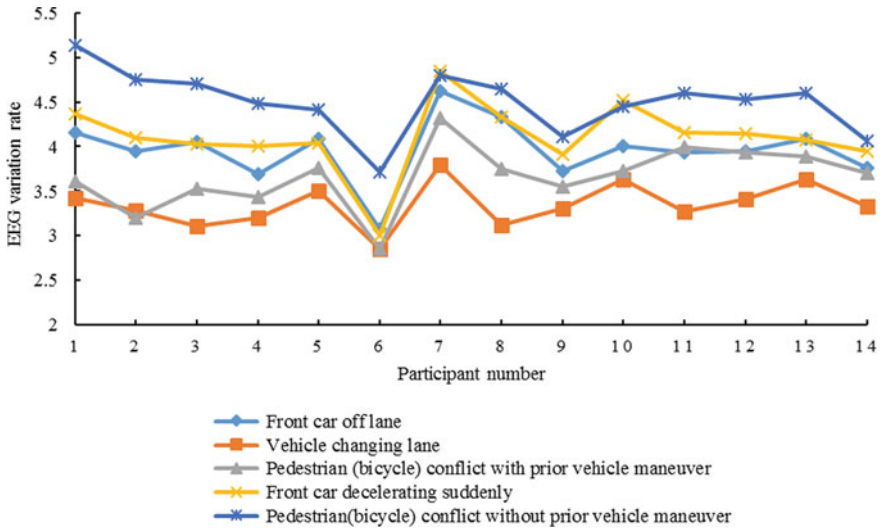 5.5
5
4.5
4
3.5
3
2.5
2
EEG variation rate
1 2 3 4 5 6 7 8 9 10 11 12 13 14
Participant number
Front car off lane
Vehicle changing lane
Pedestrian (bicycle) conflict with prior vehicle maneuver
Front car decelerating suddenly
Pedestrian(bicycle) conflict without prior vehicle maneuver